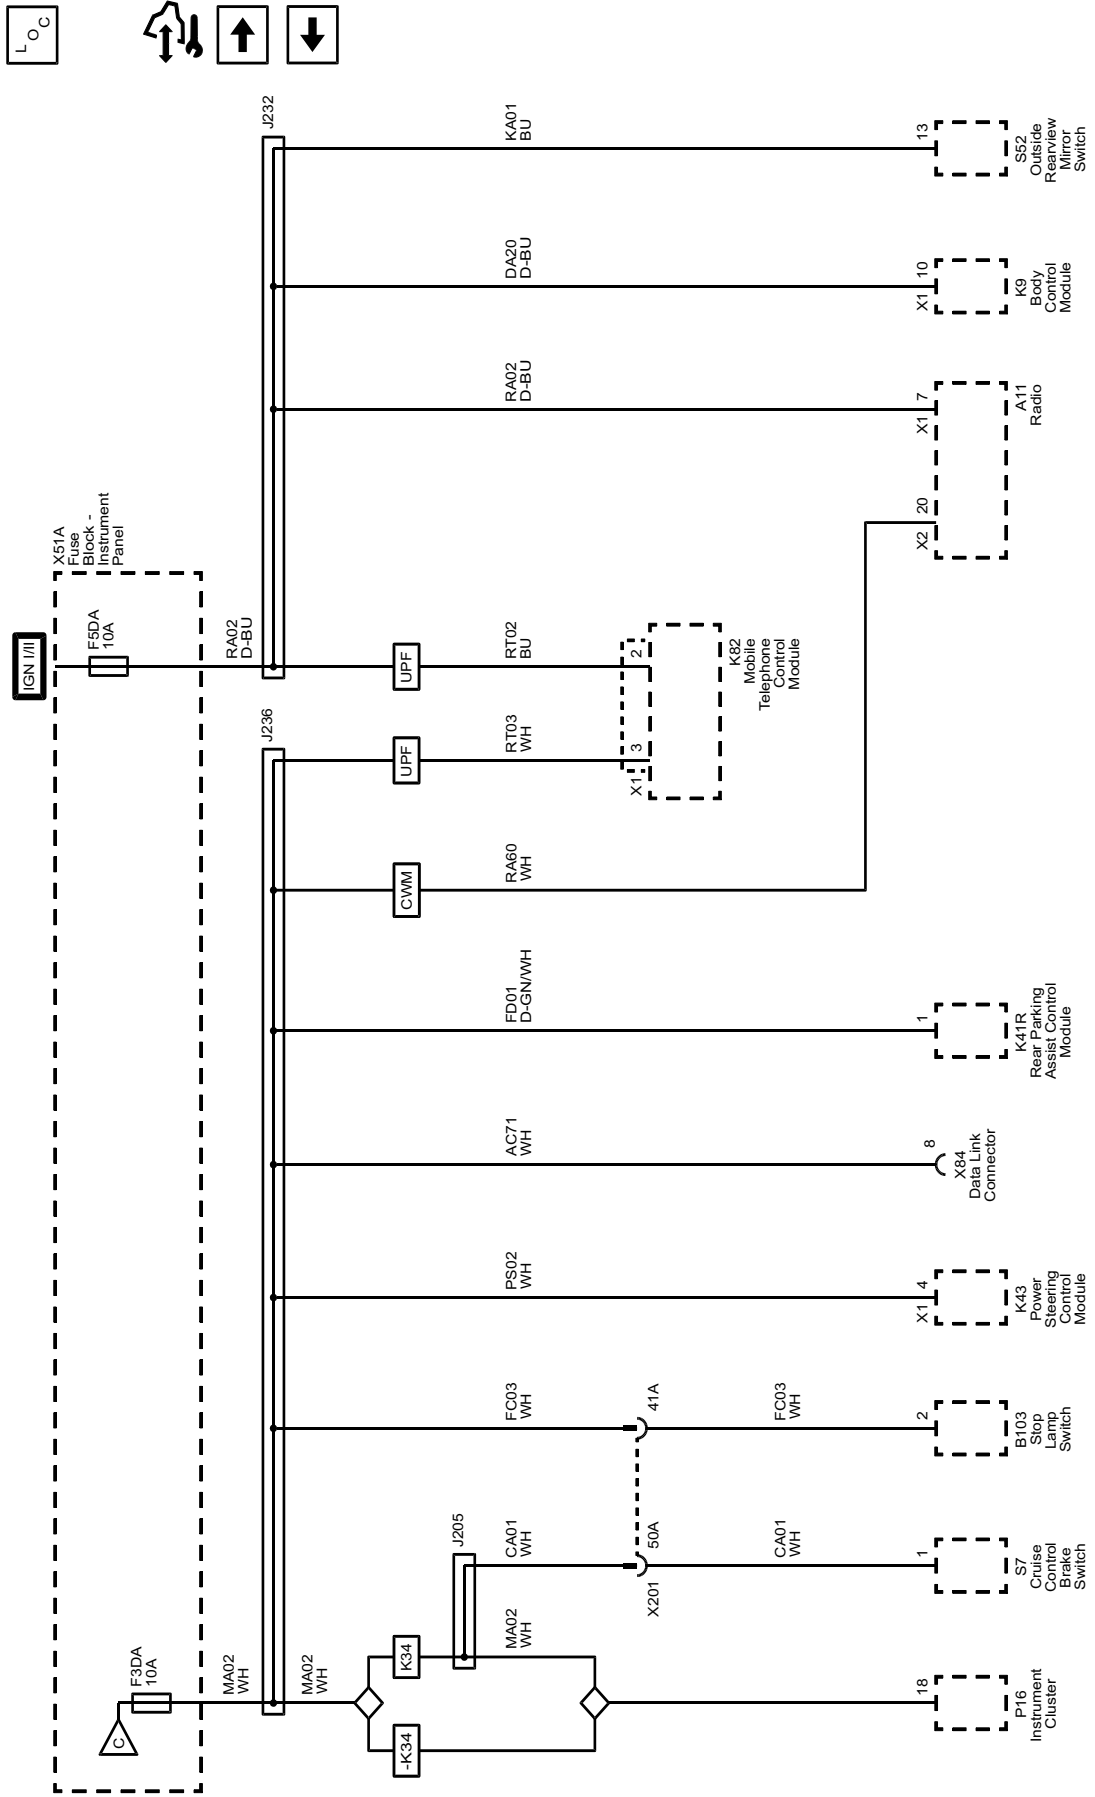 L O C
J232
KA01
BU
13
S52
Outside
Rearview
Mirror
Switch
DA20
D-BU
X1 10
K9
Body
Control
Module
RA02
D-BU
X1 7
A11
Radio
X2 20
X51A
Fuse
Block -
Instrument
Panel
IGN I/II
F5DA
10A
RA02
D-BU
UPF
RT02
BU
2
K82
Mobile
Telephone
Control
Module
J236
UPF
RT03
WH
X1 3
CWM
RA60
WH
FD01
D-GN/WH
1
K41R
Rear Parking
Assist Control
Module
AC71
WH
8
X84
Data Link
Connector
PS02
WH
X1 4
K43
Power
Steering
Control
Module
FC03
WH
41A
FC03
WH
2
B103
Stop
Lamp
Switch
J205
CA01
WH
X201 50A
CA01
WH
1
S7
Cruise
Control
Brake
Switch
C
F3DA
10A
MA02
WH
MA02
WH
K34
MA02
WH
-K34
18
P16
Instrument
Cluster